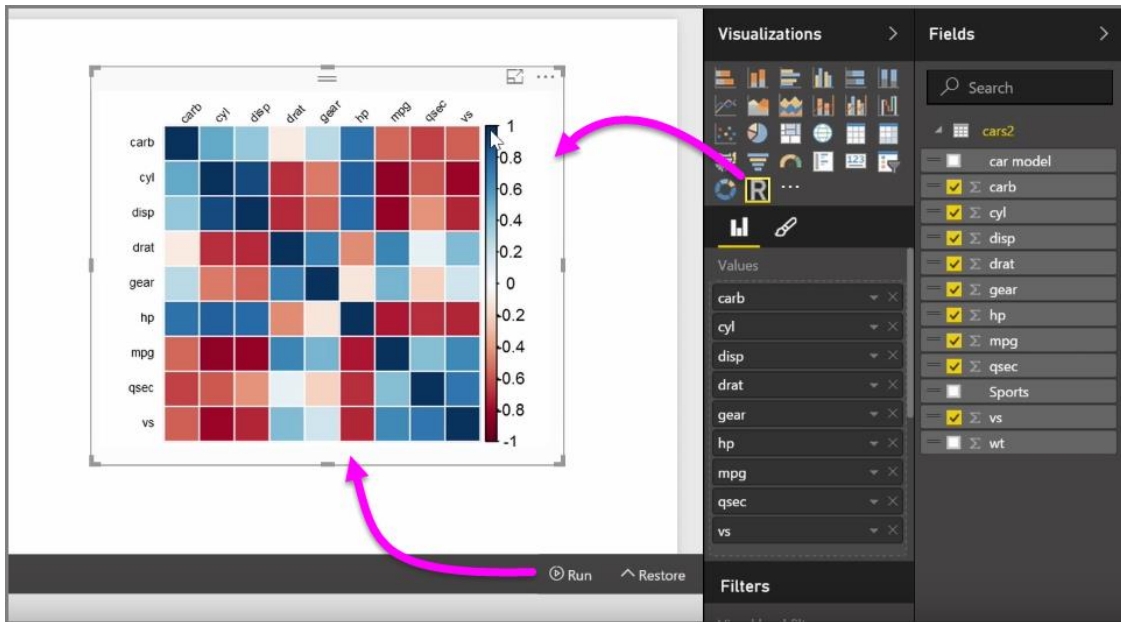 carb cyl disp drat gear hp mpg qsec vs
carb
cyl
disp
drat
gear
hp
mpg
qsec
vs
1
0.8
0.6
0.4
0.2
0
-0.2
-0.4
-0.6
-0.8
-1
Run
Restore
Visualizations
R
123
Values
carb
cyl
disp
drat
gear
hp
mpg
qsec
vs
Filters
Fields
Search
cars2
car model
Σ carb
Σ cyl
Σ disp
Σ drat
Σ gear
Σ hp
Σ mpg
Σ qsec
Sports
Σ vs
Σ wt